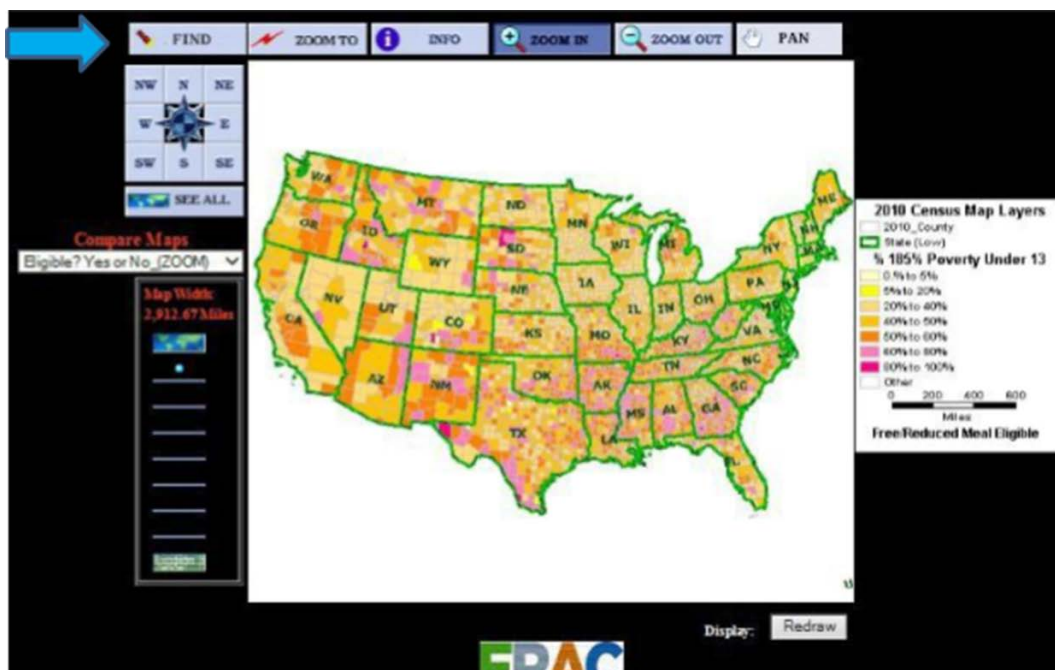 FIND
ZOOM TO
INFO
ZOOM IN
ZOOM OUT
PAN
NW N NE
W E
SW S SE
SEE ALL
Compare Maps
Eligible? Yes or No_(ZOOM)
Map Width:
2,912.67 Miles
WA
MT
ND
MN
ME
OR
ID
SD
WI
MI
NY
NH
MA
WY
NE
IA
PA
NJ
NV
UT
CO
IL
IN
OH
MD
CA
KS
MO
KY
VA
AZ
NM
OK
AR
TN
NC
SC
TX
LA
MS
AL
GA
FL
2010 Census Map Layers
2010_County
State (Low)
% 185% Poverty Under 13
0.% to 5%
5% to 20%
20% to 40%
40% to 50%
50% to 60%
60% to 80%
80% to 100%
Other
0 200 400 600
Miles
Free/Reduced Meal Eligible
Display:
Redraw
FRAC